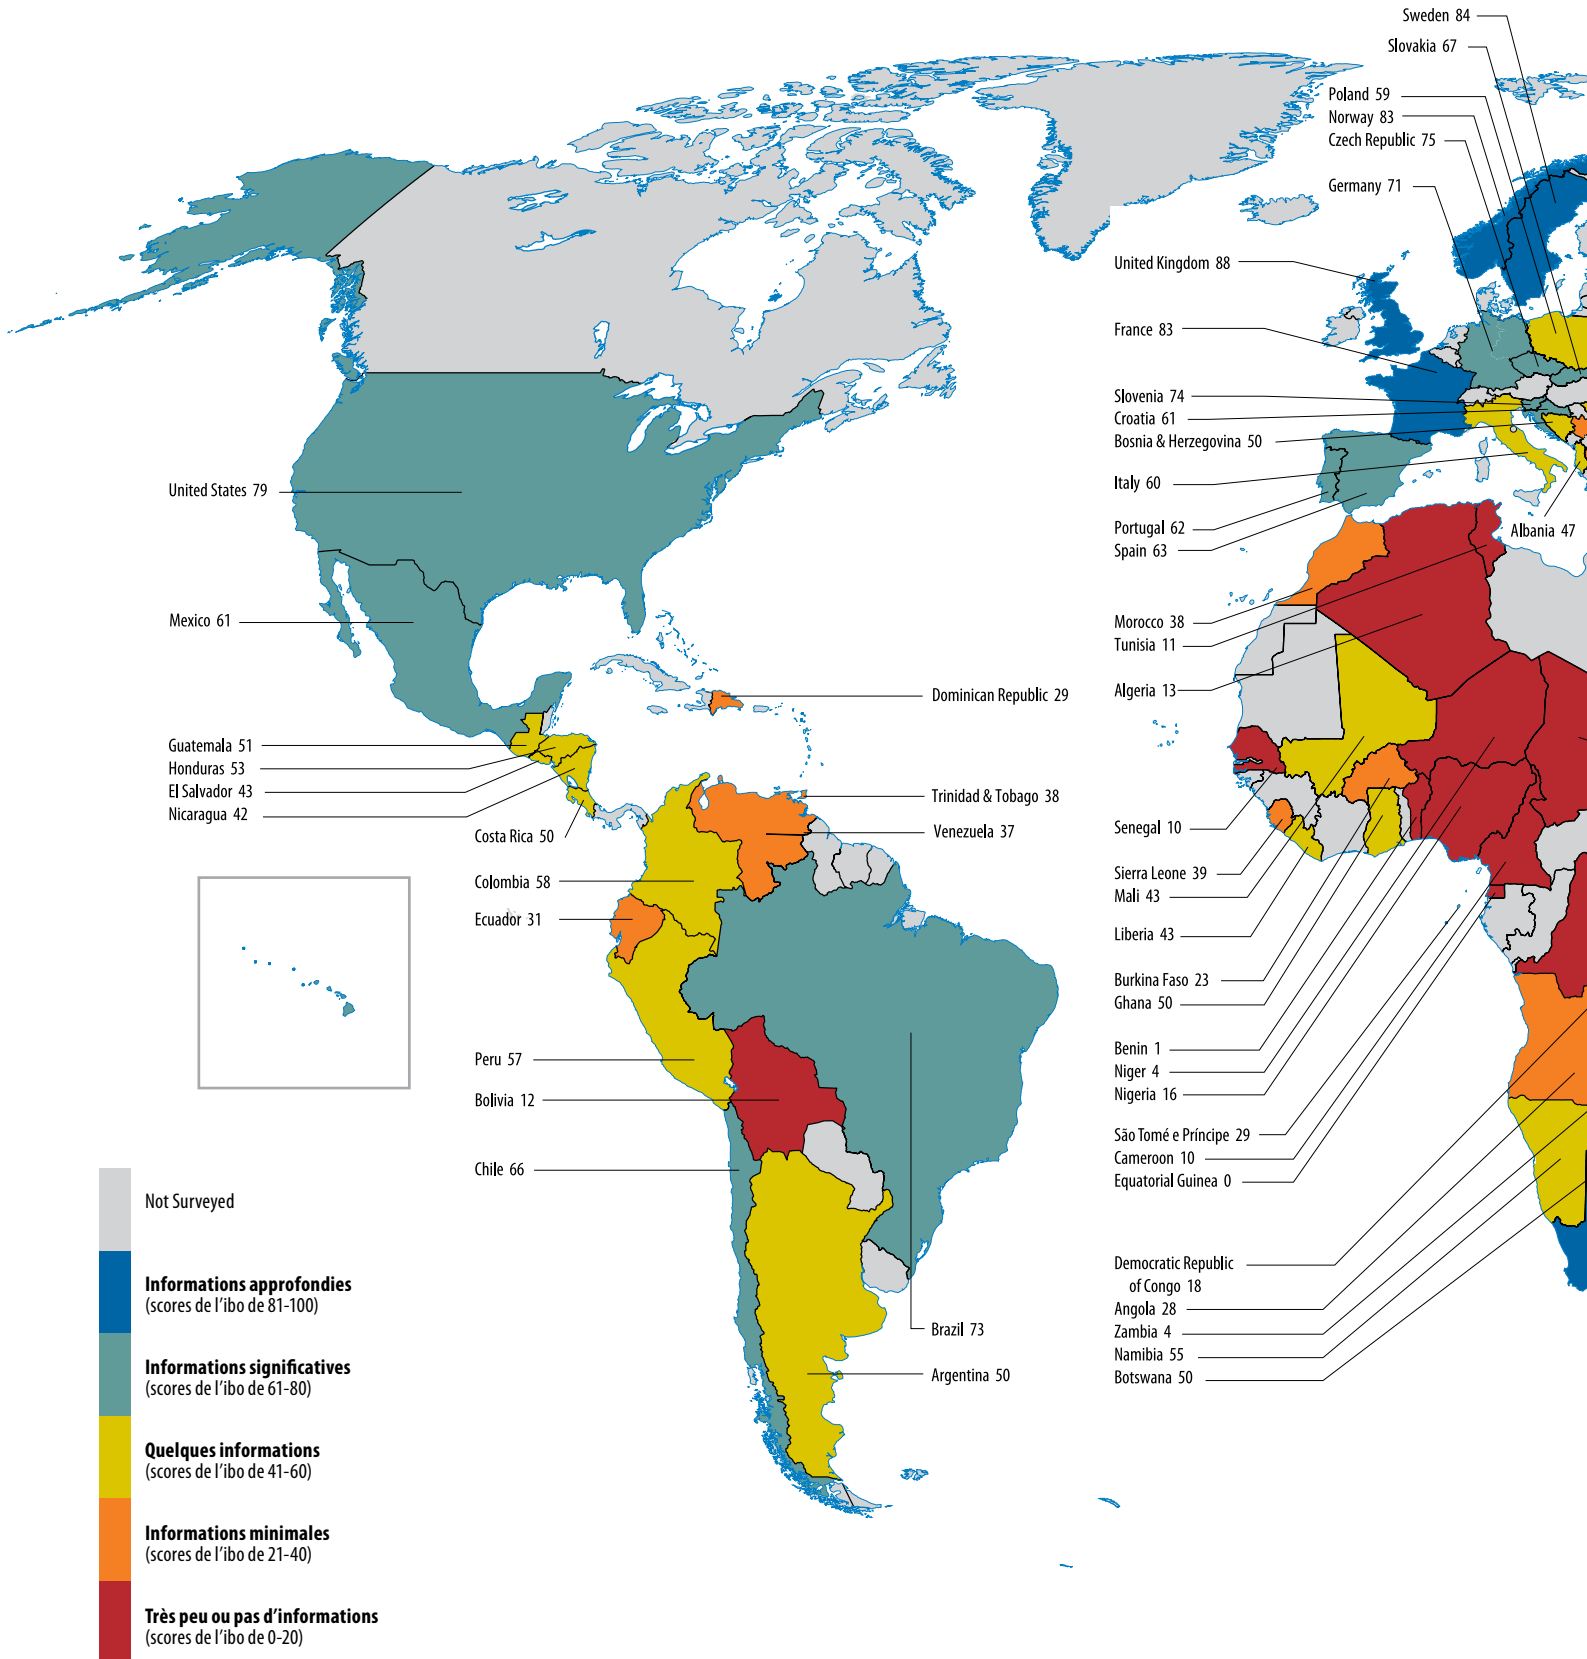 Sweden 84
Slovakia 67
Poland 59
Norway 83
Czech Republic 75
Germany 71
United Kingdom 88
France 83
Slovenia 74
Croatia 61
Bosnia & Herzegovina 50
Italy 60
Portugal 62
Spain 63
Albania 47
United States 79
Mexico 61
Morocco 38
Tunisia 11
Algeria 13
Dominican Republic 29
Guatemala 51
Honduras 53
El Salvador 43
Nicaragua 42
Costa Rica 50
Trinidad & Tobago 38
Venezuela 37
Colombia 58
Ecuador 31
Senegal 10
Sierra Leone 39
Mali 43
Liberia 43
Burkina Faso 23
Ghana 50
Benin 1
Niger 4
Nigeria 16
São Tomé e Príncipe 29
Cameroon 10
Equatorial Guinea 0
Peru 57
Bolivia 12
Chile 66
Democratic Republic
of Congo 18
Angola 28
Zambia 4
Namibia 55
Botswana 50
Brazil 73
Argentina 50
Not Surveyed
Informations approfondies
(scores de l'ibo de 81-100)
Informations significatives
(scores de l'ibo de 61-80)
Quelques informations
(scores de l'ibo de 41-60)
Informations minimales
(scores de l'ibo de 21-40)
Très peu ou pas d'informations
(scores de l'ibo de 0-20)